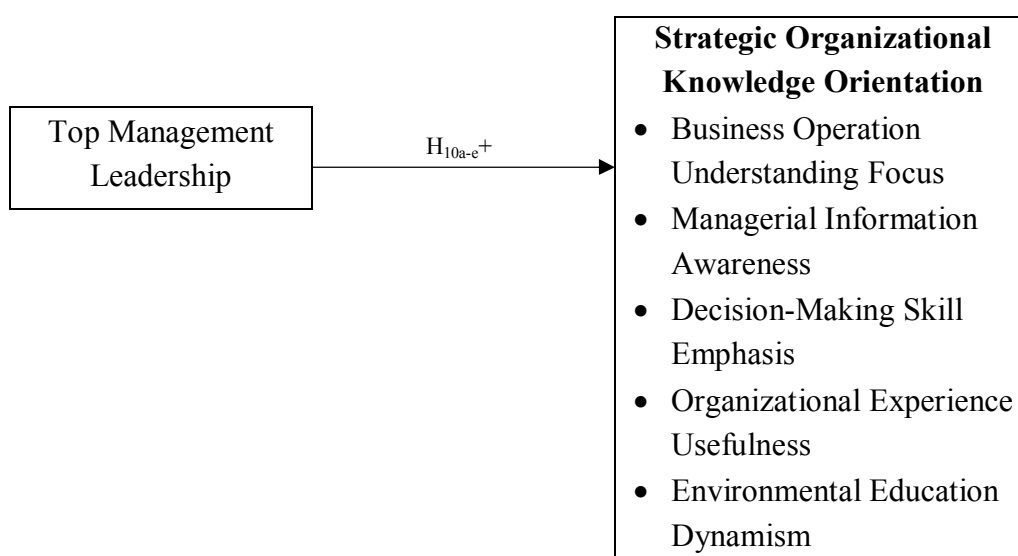 Top Management
Leadership
H10a-e+
Strategic Organizational
Knowledge Orientation
• Business Operation
Understanding Focus
• Managerial Information
Awareness
• Decision-Making Skill
Emphasis
• Organizational Experience
Usefulness
• Environmental Education
Dynamism